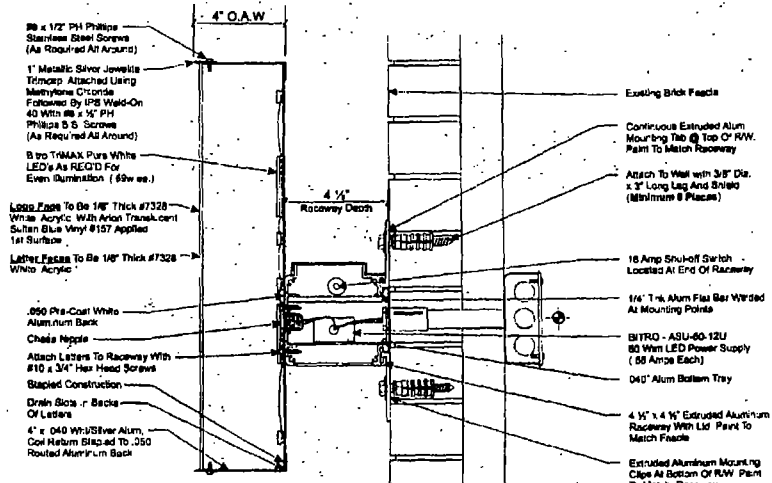 4" O.A.W
#8 x 1/2" PH Phillips
Stainless Steel Screws
(As Required All Around)
1" Metallic Silver Jewelite
Trimcap Attached Using
Methylene Chloride
Followed By IPS Weld-On
40 With #8 x ½" PH
Phillips S.S. Screws
(As Required All Around)
Bitro TriMAX Pure White
LED's As REQ'D For
Even Illumination (.69w ea.)
Logo Face To Be 1/8" Thick #7328
White Acrylic With Arlon Translucent
Sultan Blue Vinyl #157 Applied
1st Surface
Letter Faces To Be 1/8" Thick #7328
White Acrylic
.050 Pre-Coat White
Aluminum Back
Chase Nipple
Attach Letters To Raceway With
#10 x 3/4" Hex Head Screws
Stapled Construction
Drain Slots in Backs
Of Letters
4" x .040 Whit/Silver Alum,
Coil Return Stapled To .050
Routed Aluminum Back
4 ½"
Raceway Depth
Existing Brick Fascia
Continuous Extruded Alum
Mounting Tab @ Top Of R/W.
Paint To Match Raceway
Attach To Wall with 3/8" Dia.
x 3" Long Lag And Shield
(Minimum 8 Places)
16 Amp Shut-off Switch
Located At End Of Raceway
1/4" Thk Alum Flat Bar Welded
At Mounting Points
BITRO - ASU-60-12U
60 Watt LED Power Supply
(.88 Amps Each)
.040" Alum Bottom Tray
4 ½" x 4 ½" Extruded Aluminum
Raceway With Lid Paint To
Match Fascia
Extruded Aluminum Mounting
Clips At Bottom Of R/W Paint